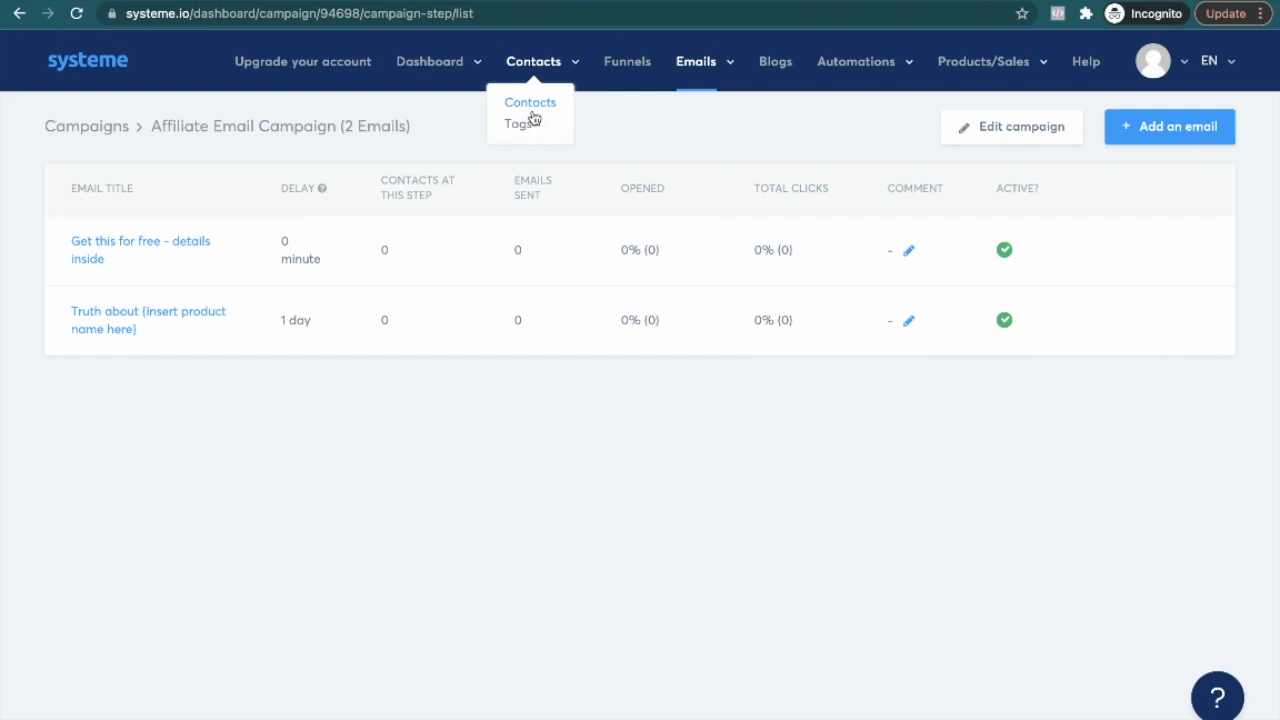 systeme.io/dashboard/campaign/94698/campaign-step/list
Incognito
Update
systeme
Upgrade your account
Dashboard
Contacts
Funnels
Emails
Blogs
Automations
Products/Sales
Help
EN
Contacts
Tags
Campaigns > Affiliate Email Campaign (2 Emails)
Edit campaign
+ Add an email
EMAIL TITLE
DELAY ?
CONTACTS AT
THIS STEP
EMAILS
SENT
OPENED
TOTAL CLICKS
COMMENT
ACTIVE?
Get this for free - details
inside
0
minute
0
0
0% (0)
0% (0)
-
Truth about {insert product
name here}
1 day
0
0
0% (0)
0% (0)
-
?